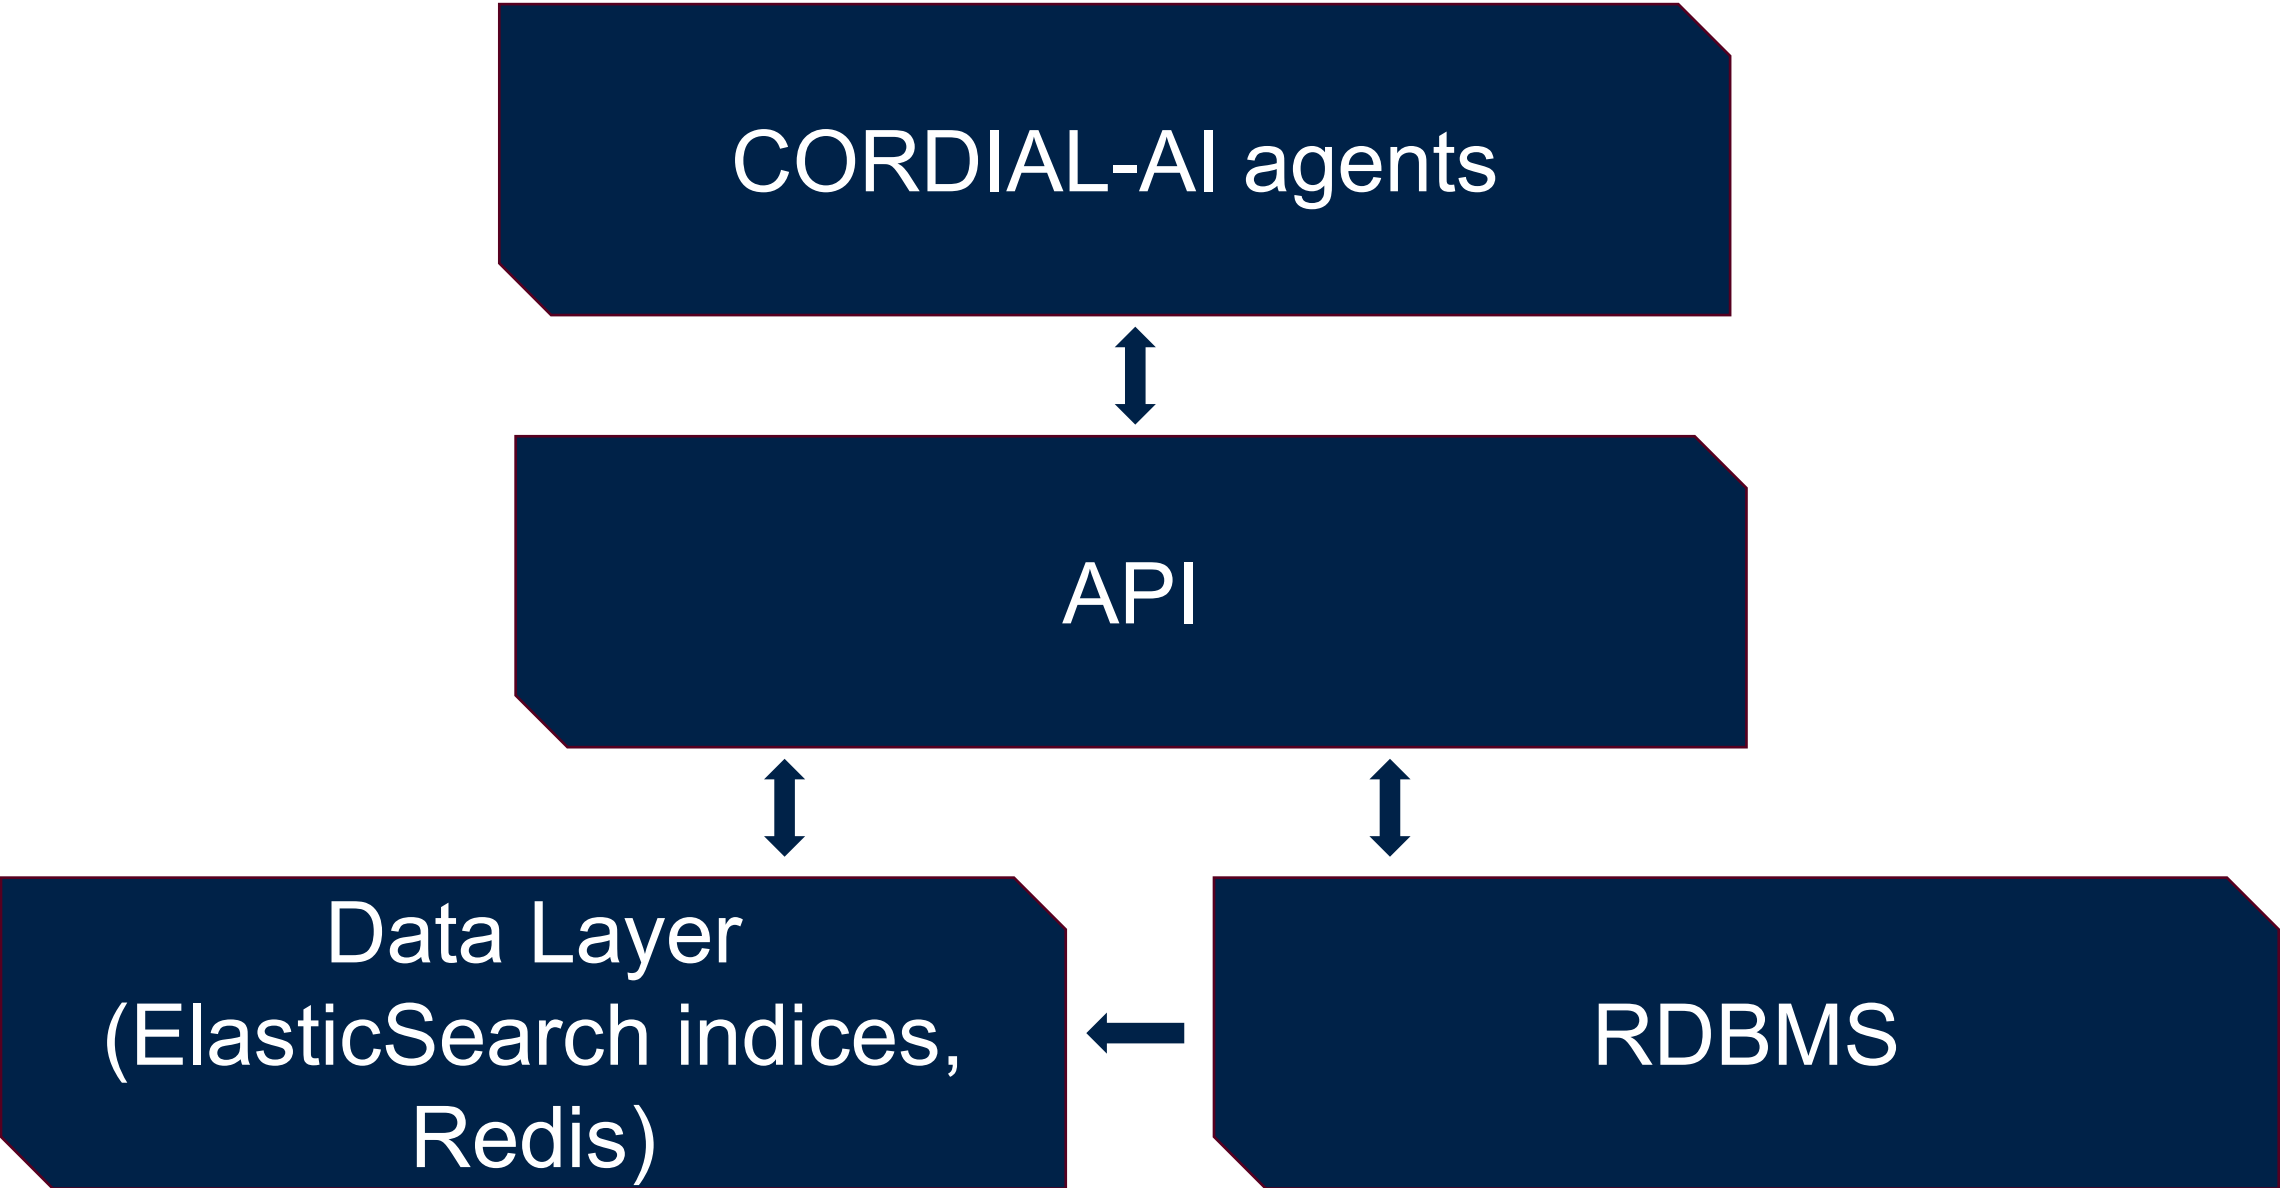 CORDIAL-AI agents
API
Data Layer
(ElasticSearch indices,
Redis)
RDBMS